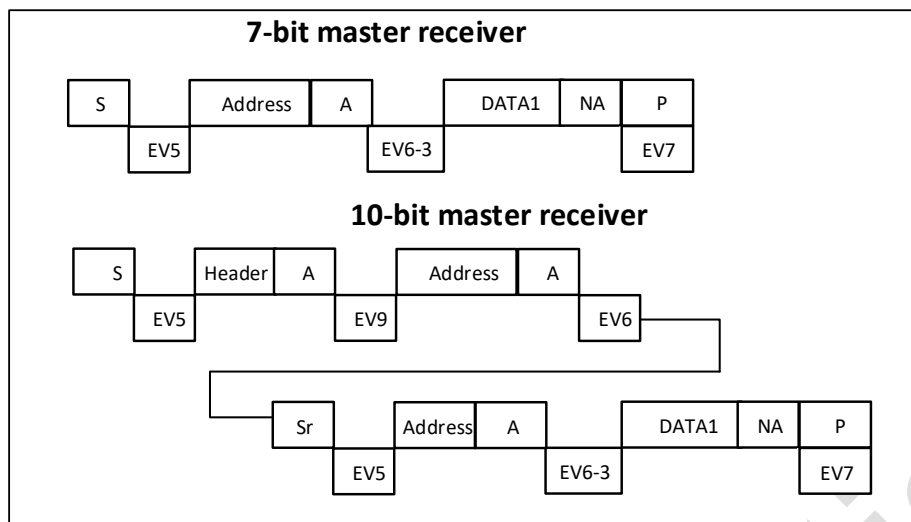 7-bit master receiver
S Address A DATA1 NA P
EV5 EV6-3 EV7
10-bit master receiver
S Header A Address A
EV5 EV9 EV6
Sr Address A DATA1 NA P
EV5 EV6-3 EV7